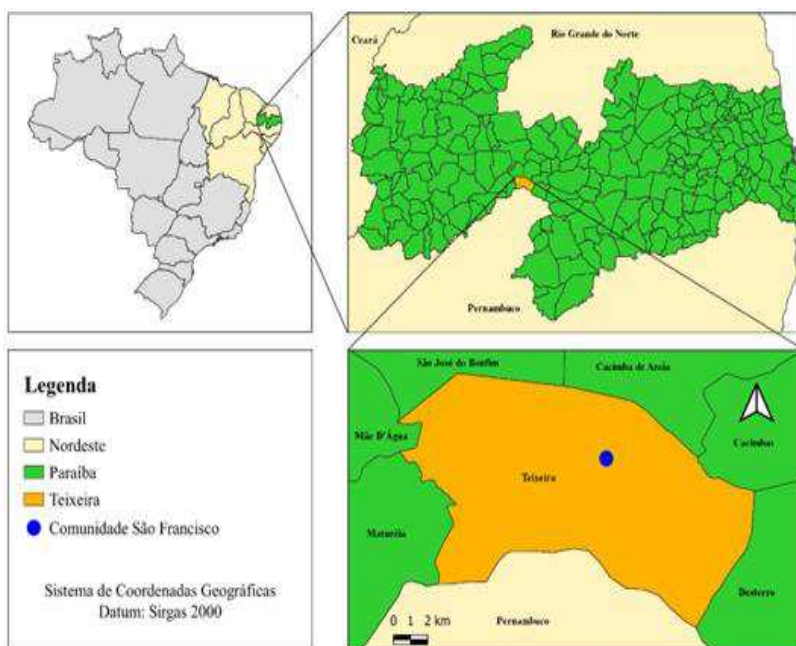 Ceará
Rio Grande do Norte
Pernambuco
Legenda
Brasil
Nordeste
Paraíba
Teixeira
Comunidade São Francisco
Sistema de Coordenadas Geográficas
Datum: Sirgas 2000
São José do Bonfim
Cacimba de Areia
Mãe D'Água
Cacimbas
Teixeira
Maturéia
Desterro
0 1 2 km
Pernambuco